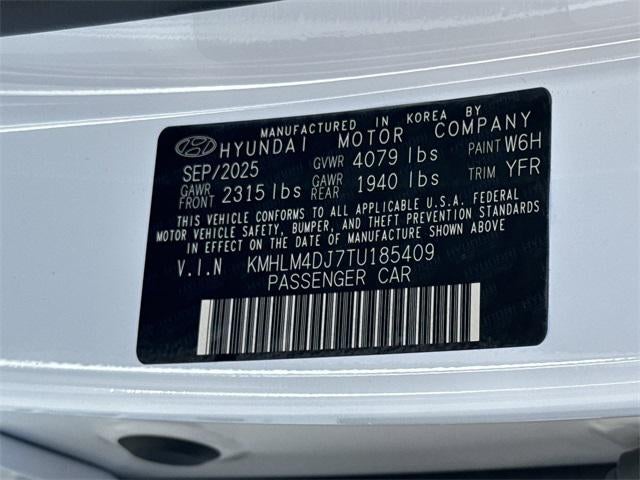 MANUFACTURED IN KOREA BY
HYUNDAI MOTOR COMPANY
SEP/2025 GVWR 4079 lbs PAINT W6H
GAWR FRONT 2315 lbs GAWR REAR 1940 lbs TRIM YFR
THIS VEHICLE CONFORMS TO ALL APPLICABLE U.S.A. FEDERAL
MOTOR VEHICLE SAFETY, BUMPER, AND THEFT PREVENTION STANDARDS
IN EFFECT ON THE DATE OF MANUFACTURE SHOWN ABOVE
V.I.N KMHLM4DJ7TU185409
PASSENGER CAR